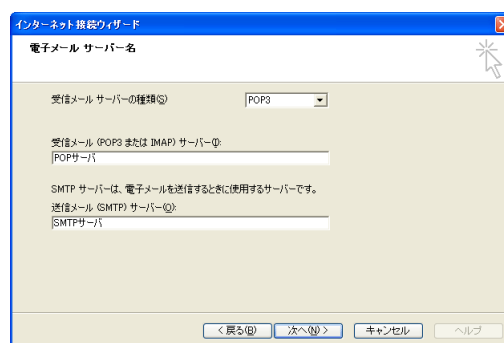 インターネット接続ウィザード
電子メール サーバー名
受信メール サーバーの種類(S)
POP3
受信メール (POP3 または IMAP) サーバー(I):
POPサーバ
SMTP サーバーは、電子メールを送信するときに使用するサーバーです。
送信メール (SMTP) サーバー(O):
SMTPサーバ
< 戻る(B)
次へ(N) >
キャンセル
ヘルプ